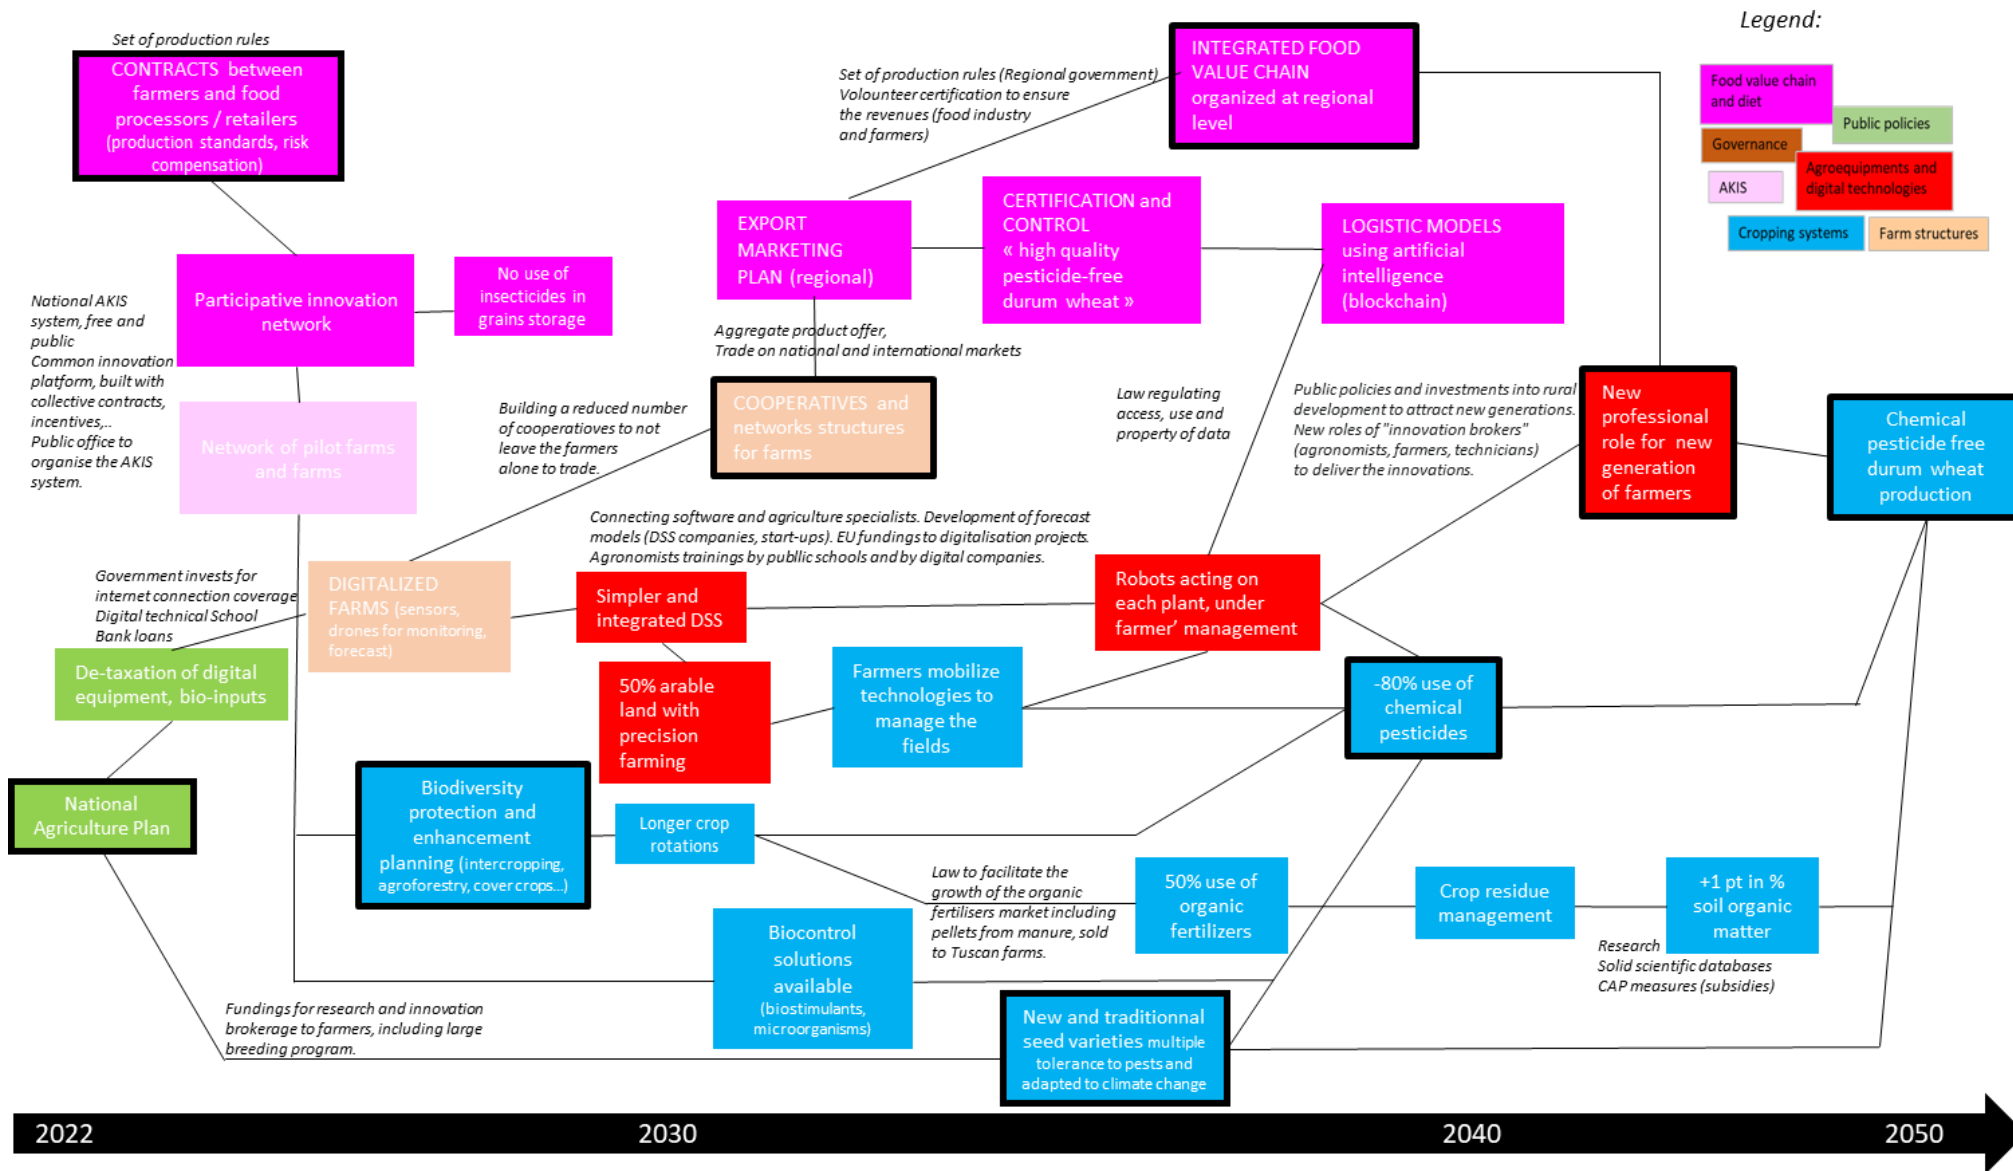 Legend:
Food value chain
and diet
Public policies
Governance
Agroequipments and
digital technologies
AKIS
Cropping systems
Farm structures
Set of production rules
CONTRACTS between
farmers and food
processors / retailers
(production standards, risk
compensation)
Set of production rules (Regional government)
Volounteer certification to ensure
the revenues (food industry
and farmers)
INTEGRATED FOOD
VALUE CHAIN
organized at regional
level
EXPORT
MARKETING
PLAN (regional)
CERTIFICATION and
CONTROL
« high quality
pesticide-free
durum wheat »
LOGISTIC MODELS
using artificial
intelligence
(blockchain)
Participative innovation
network
No use of
insecticides in
grains storage
National AKIS
system, free and
public
Common innovation
platform, built with
collective contracts,
incentives,..
Public office to
organise the AKIS
system.
Network of pilot farms
and farms
Aggregate product offer,
Trade on national and international markets
Building a reduced number
of cooperatioves to not
leave the farmers
alone to trade.
COOPERATIVES and
networks structures
for farms
Law regulating
access, use and
property of data
Public policies and investments into rural
development to attract new generations.
New roles of "innovation brokers"
(agronomists, farmers, technicians)
to deliver the innovations.
New
professional
role for new
generation
of farmers
Chemical
pesticide free
durum wheat
production
Connecting software and agriculture specialists. Development of forecast
models (DSS companies, start-ups). EU fundings to digitalisation projects.
Agronomists trainings by publlic schools and by digital companies.
Government invests for
internet connection coverage
Digital technical School
Bank loans
DIGITALIZED
FARMS (sensors,
drones for monitoring,
forecast)
Simpler and
integrated DSS
Robots acting on
each plant, under
farmer’ management
De-taxation of digital
equipment, bio-inputs
50% arable
land with
precision
farming
Farmers mobilize
technologies to
manage the
fields
-80% use of
chemical
pesticides
National
Agriculture Plan
Biodiversity
protection and
enhancement
planning (intercropping,
agroforestry, cover crops...)
Longer crop
rotations
Law to facilitate the
growth of the organic
fertilisers market including
pellets from manure, sold
to Tuscan farms.
50% use of
organic
fertilizers
Crop residue
management
+1 pt in %
soil organic
matter
Research
Solid scientific databases
CAP measures (subsidies)
Biocontrol
solutions
available
(biostimulants,
microorganisms)
Fundings for research and innovation
brokerage to farmers, including large
breeding program.
New and traditionnal
seed varieties multiple
tolerance to pests and
adapted to climate change
2022
2030
2040
2050